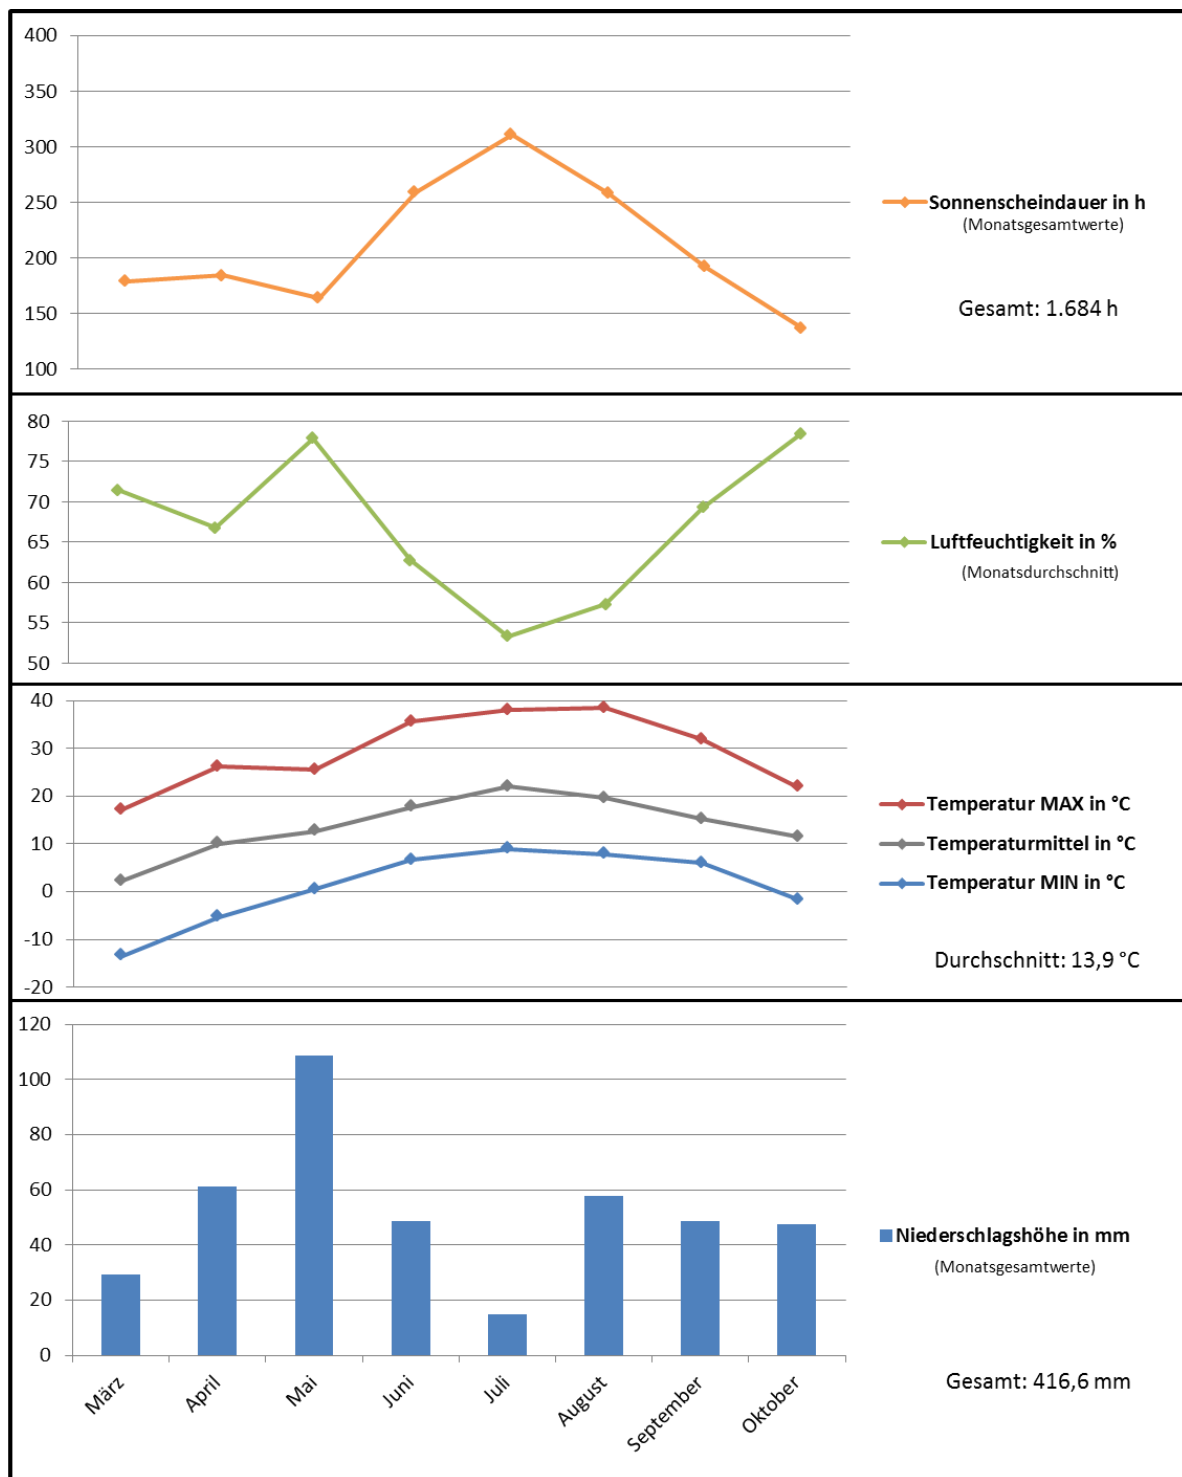 400
350
300
250
200
150
100
Sonnenscheindauer in h
(Monatsgesamtwerte)
Gesamt: 1.684 h
80
75
70
65
60
55
50
Luftfeuchtigkeit in %
(Monatsdurchschnitt)
40
30
20
10
0
-10
-20
Temperatur MAX in °C
Temperaturmittel in °C
Temperatur MIN in °C
Durchschnitt: 13,9 °C
120
100
80
60
40
20
0
Niederschlagshöhe in mm
(Monatsgesamtwerte)
Gesamt: 416,6 mm
März
April
Mai
Juni
Juli
August
September
Oktober